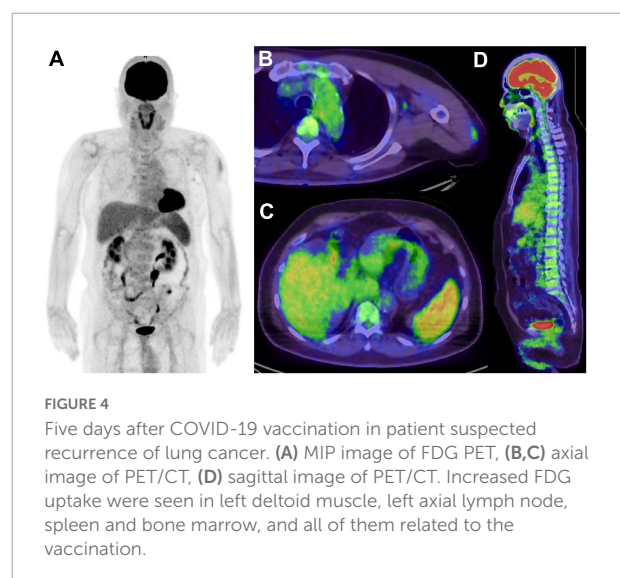 A
B
D
C
FIGURE 4
Five days after COVID-19 vaccination in patient suspected
recurrence of lung cancer. (A) MIP image of FDG PET, (B,C) axial
image of PET/CT, (D) sagittal image of PET/CT. Increased FDG
uptake were seen in left deltoid muscle, left axial lymph node,
spleen and bone marrow, and all of them related to the
vaccination.